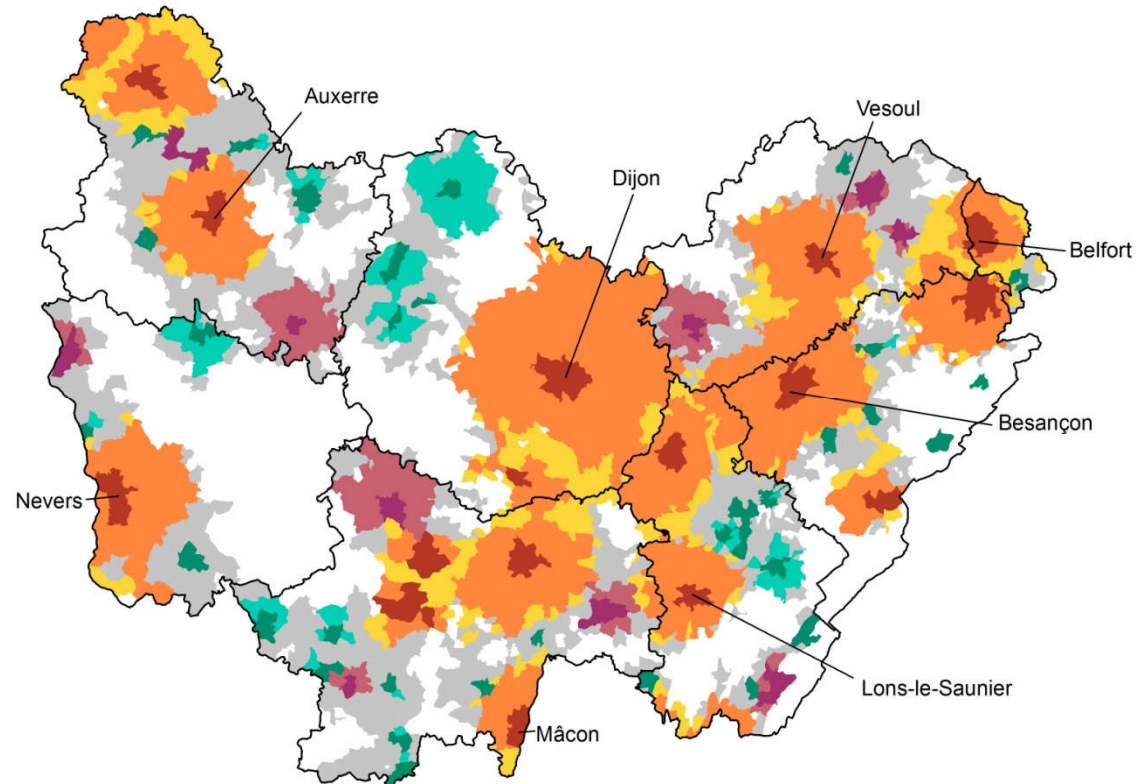 Auxerre
Vesoul
Dijon
Belfort
Besançon
Nevers
Lons-le-Saunier
Mâcon